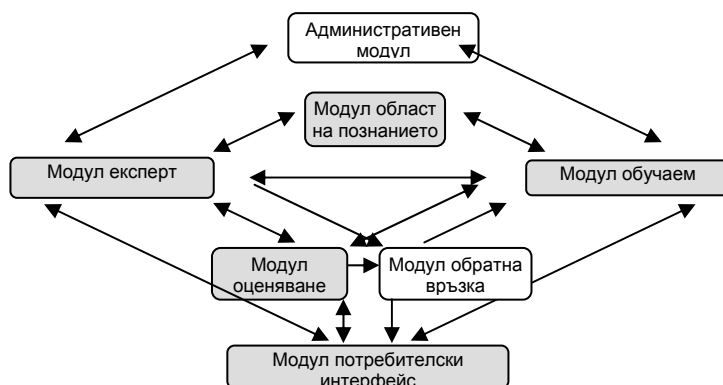 Административен
модул
Модул област
на познанието
Модул експерт
Модул обучаем
Модул
оценяване
Модул обратна
връзка
Модул потребителски
интерфейс